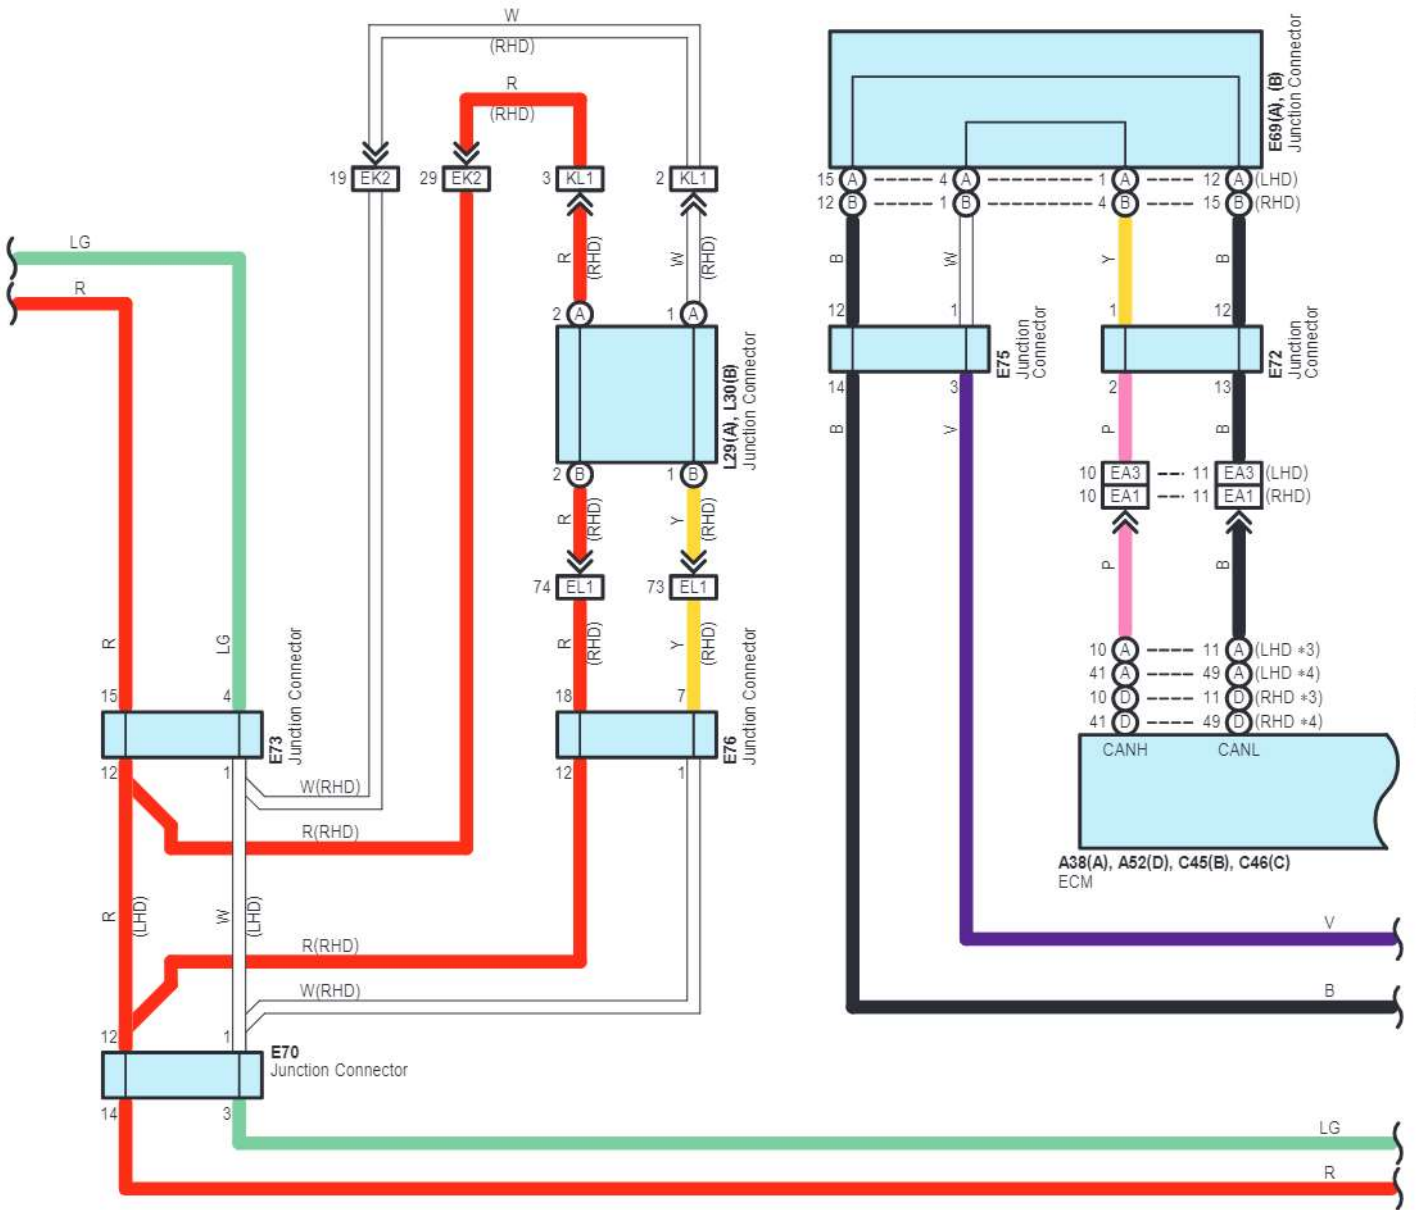 W
(RHD)
R
(RHD)
E69(A), (B)
Junction Connector
19 EK2
29 EK2
3 KL1
2 KL1
15 A 4 A 1 A 12 A (LHD)
12 B 1 B 4 B 15 B (RHD)
LG
R
R
(RHD)
W
(RHD)
B
W
Y
B
2 A
1 A
12
1
1
12
L29(A), L30(B)
Junction Connector
E75
Junction
Connector
E72
Junction
Connector
14
3
2
13
B
V
P
B
2 B
1 B
10 EA3 11 EA3 (LHD)
10 EA1 11 EA1 (RHD)
R
(RHD)
Y
(RHD)
74 EL1
73 EL1
P
B
R
LG
R
(RHD)
Y
(RHD)
10 A 11 A (LHD *3)
41 A 49 A (LHD *4)
10 D 11 D (RHD *3)
41 D 49 D (RHD *4)
15
4
18
7
E73
Junction Connector
E76
Junction Connector
CANH
CANL
12
1
12
1
W(RHD)
R(RHD)
A38(A), A52(D), C45(B), C46(C)
ECM
R
(LHD)
W
(LHD)
R(RHD)
V
W(RHD)
B
12
1
E70
Junction Connector
14
3
LG
R